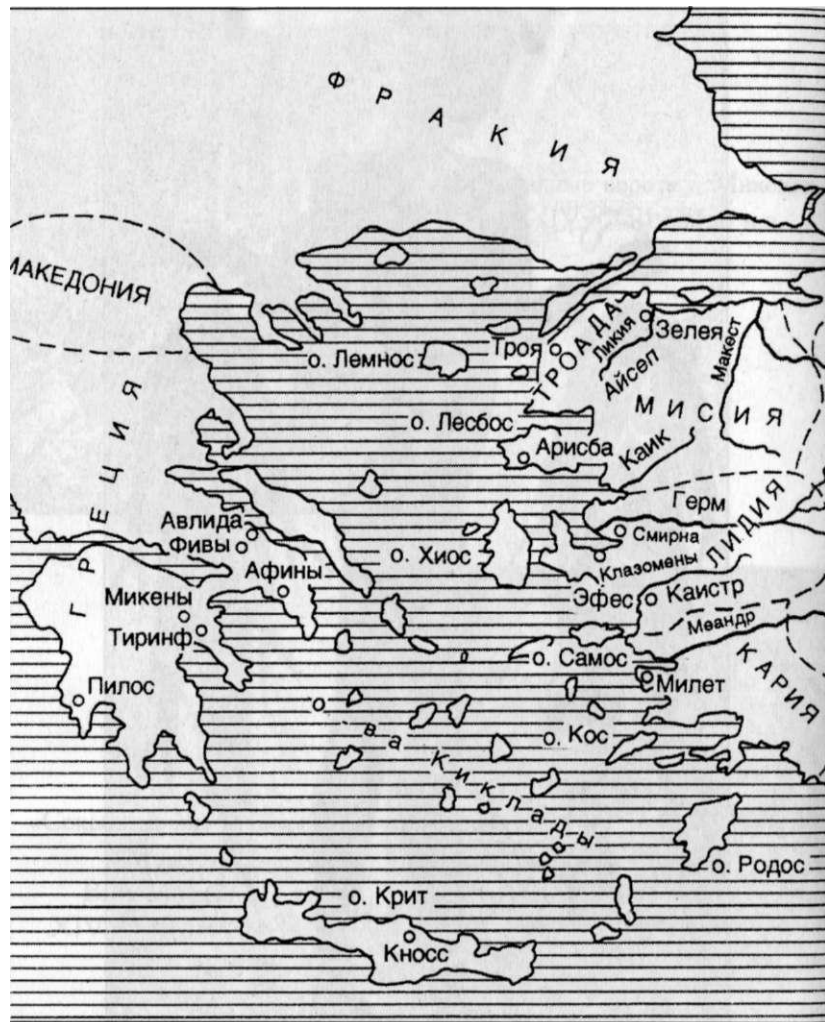 ФРАКИЯ
МАКЕДОНИЯ
ГРЕЦИЯ
о. Лемнос
Троя
ТРОАДА
Ликия
Зелея
Айсеп
Макест
МИСИЯ
о. Лесбос
Арисба
Каик
Герм
ЛИДИЯ
Авлида
Фивы
Афины
о. Хиос
Смирна
Клазомены
Микены
Тиринф
Эфес
Каистр
Меандр
о. Самос
КАРИЯ
Пилос
Милет
о-ва Киклады
о. Кос
о. Родос
о. Крит
Кносс